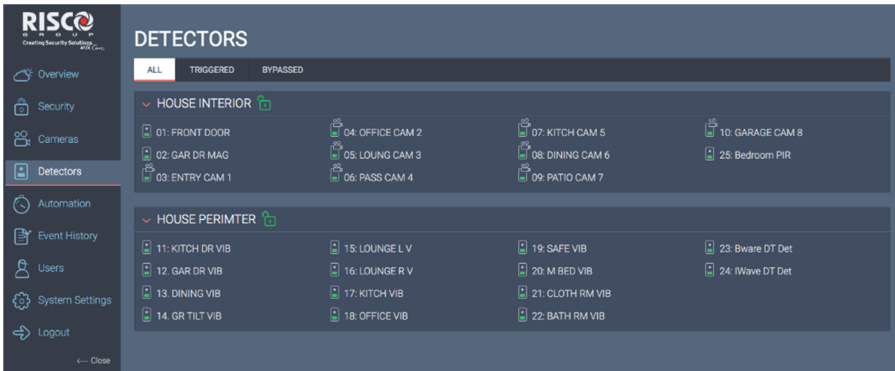 RISCO
GROUP
Creating Security Solutions.
With Care.
DETECTORS
ALL TRIGGERED BYPASSED
Overview
Security
Cameras
Detectors
Automation
Event History
Users
System Settings
Logout
← Close
HOUSE INTERIOR
01: FRONT DOOR 04: OFFICE CAM 2 07: KITCH CAM 5 10: GARAGE CAM 8
02: GAR DR MAG 05: LOUNG CAM 3 08: DINING CAM 6 25: Bedroom PIR
03: ENTRY CAM 1 06: PASS CAM 4 09: PATIO CAM 7
HOUSE PERIMTER
11: KITCH DR VIB 15: LOUNGE L V 19: SAFE VIB 23: Bware DT Det
12. GAR DR VIB 16: LOUNGE R V 20: M BED VIB 24: IWave DT Det
13. DINING VIB 17: KITCH VIB 21: CLOTH RM VIB
14. GR TILT VIB 18: OFFICE VIB 22: BATH RM VIB